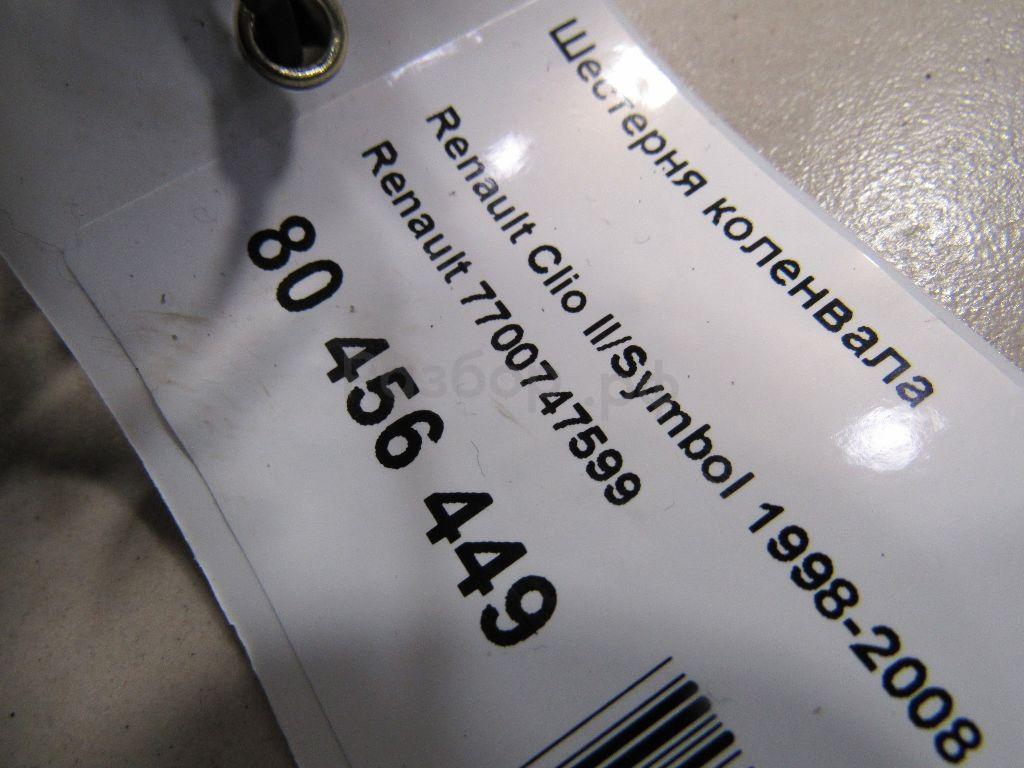 Шестерня коленвала
Renault Clio II/Symbol 1998-2008
Renault 7700747599
80 456 449